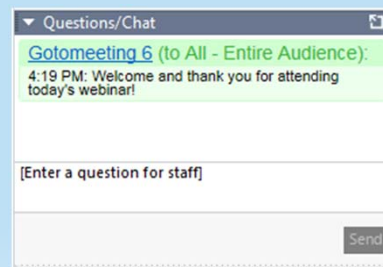 Questions/Chat
Gotomeeting 6 (to All - Entire Audience):
4:19 PM: Welcome and thank you for attending
today's webinar!
[Enter a question for staff]
Send